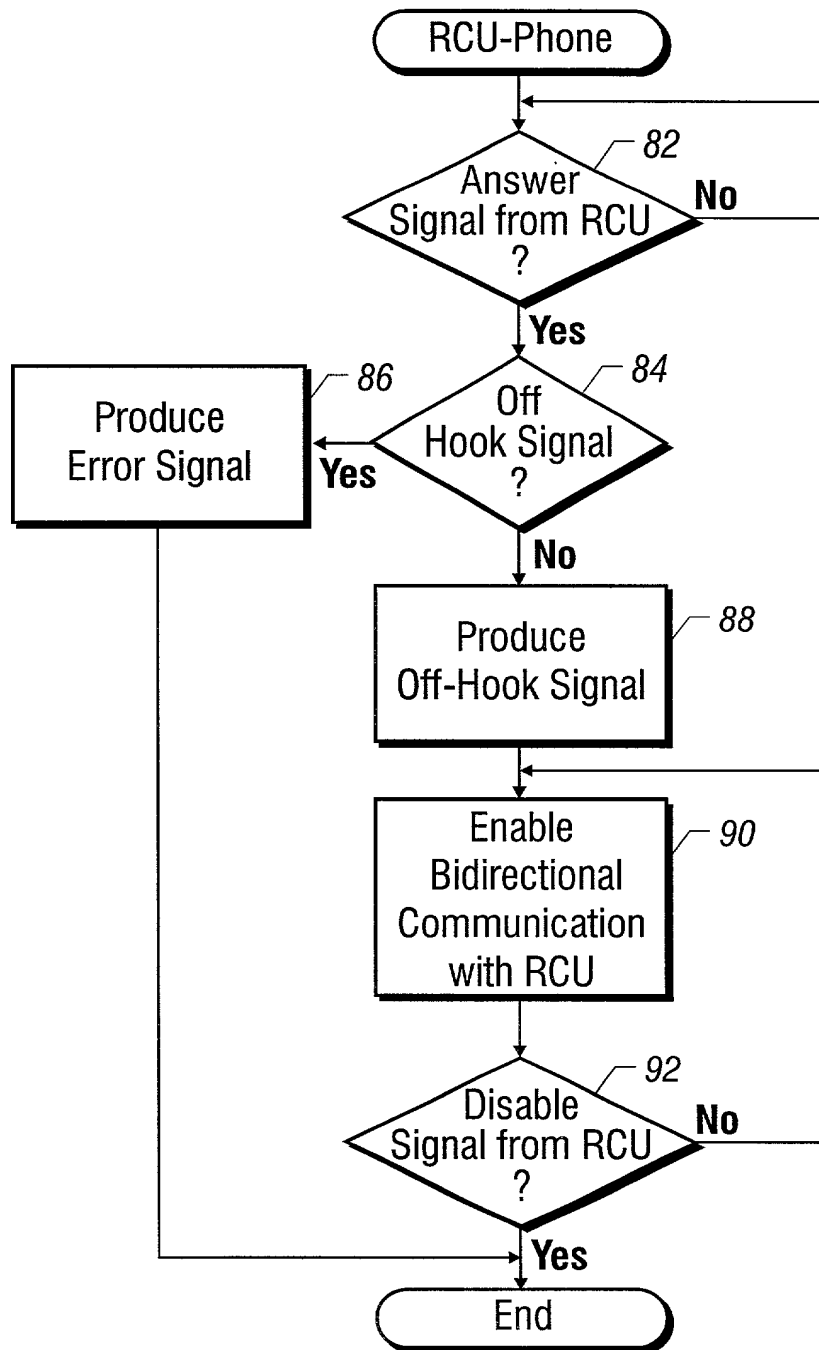 RCU-Phone
82
Answer
Signal from RCU
?
No
Yes
84
Off
Hook Signal
?
Yes
86
Produce
Error Signal
No
88
Produce
Off-Hook Signal
90
Enable
Bidirectional
Communication
with RCU
92
Disable
Signal from RCU
?
No
Yes
End